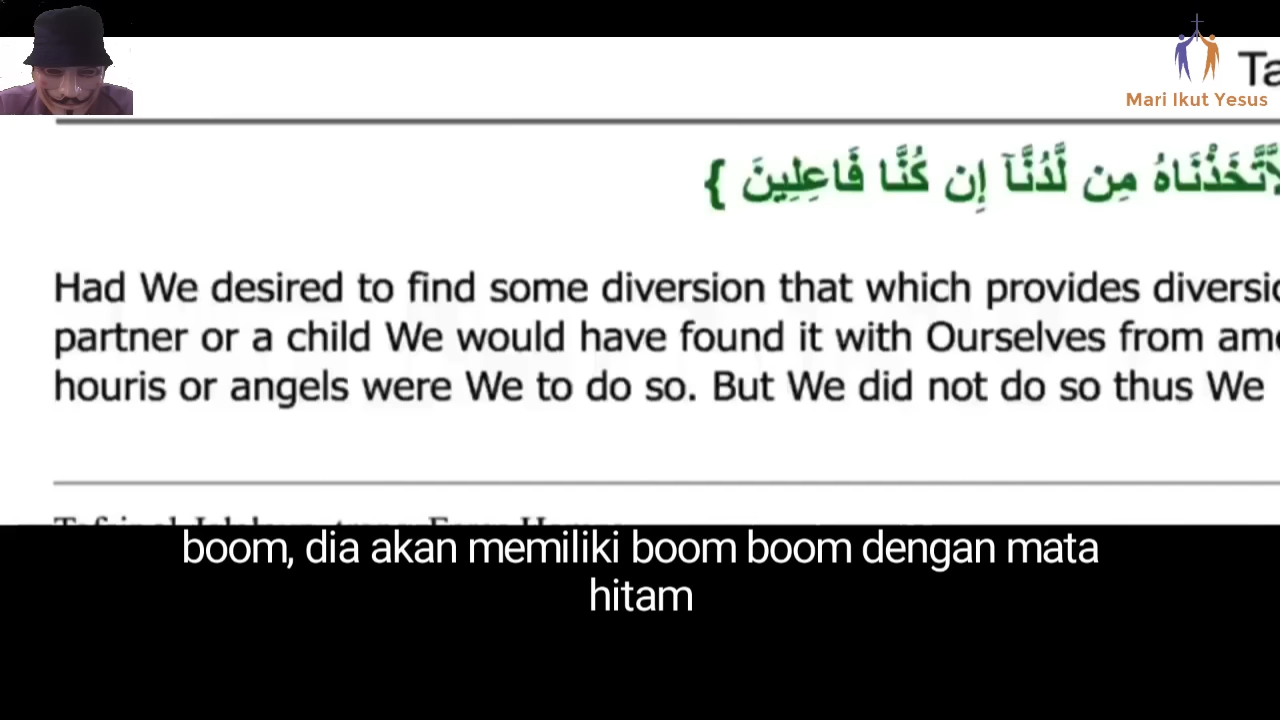 Ta
Mari Ikut Yesus
لَاتَّخَذْنَاهُ مِن لَّدُنَّآ إِن كُنَّا فَاعِلِينَ }
Had We desired to find some diversion that which provides diversi
partner or a child We would have found it with Ourselves from am
houris or angels were We to do so. But We did not do so thus We
boom, dia akan memiliki boom boom dengan mata
hitam